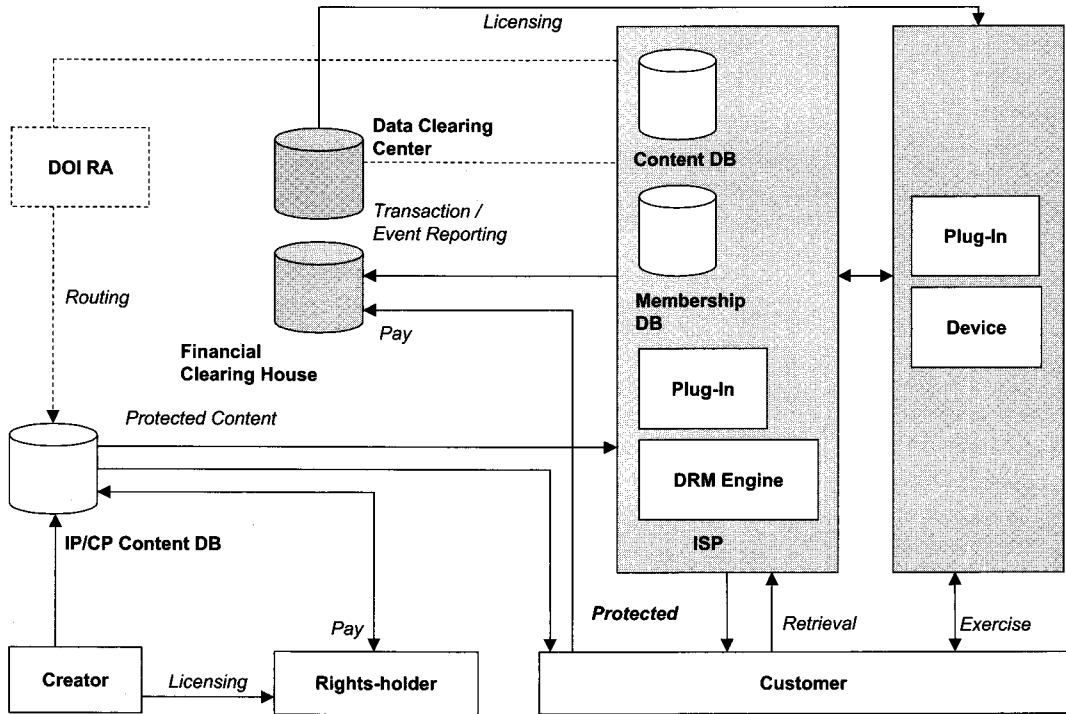 Licensing
Data Clearing
Center
DOI RA
Content DB
Transaction /
Event Reporting
Plug-In
Routing
Membership
DB
Device
Pay
Financial
Clearing House
Plug-In
Protected Content
DRM Engine
IP/CP Content DB
ISP
Protected
Retrieval
Exercise
Pay
Creator
Licensing
Rights-holder
Customer